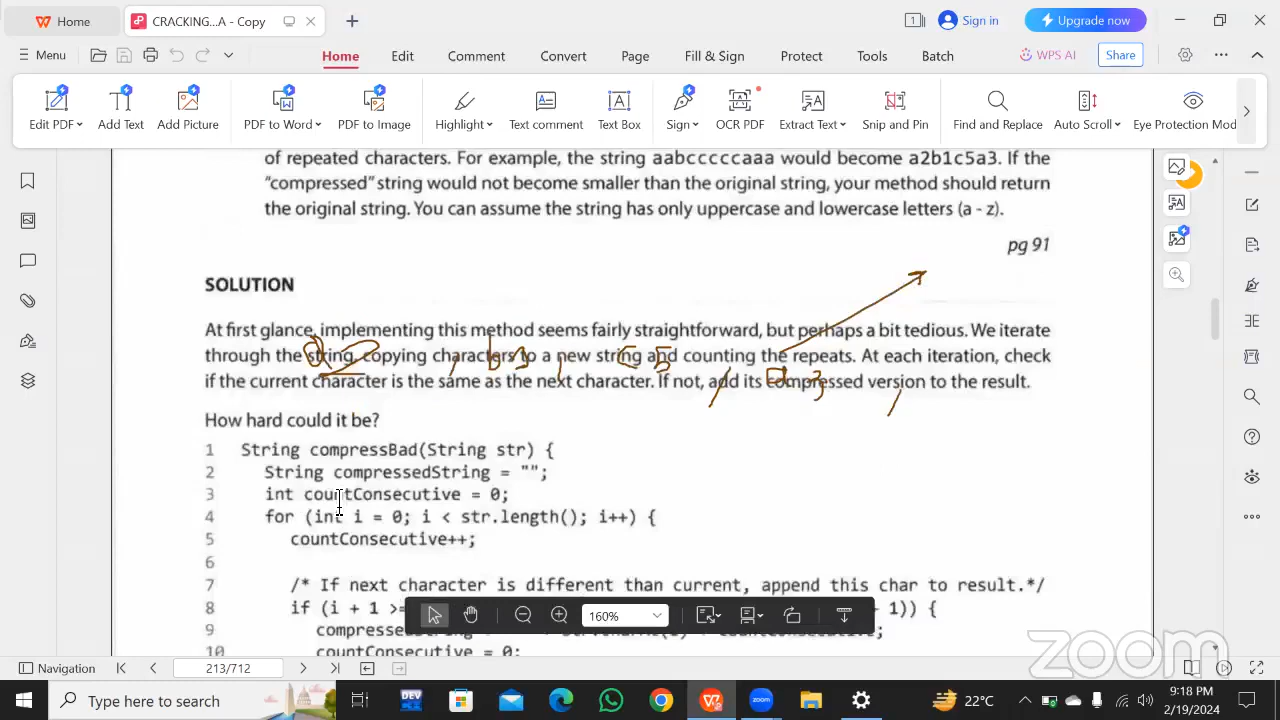 Home
CRACKING...A - Copy
Sign in
Upgrade now
Menu
Home
Edit
Comment
Convert
Page
Fill & Sign
Protect
Tools
Batch
WPS AI
Share
Edit PDF
Add Text
Add Picture
PDF to Word
PDF to Image
Highlight
Text comment
Text Box
Sign
OCR PDF
Extract Text
Snip and Pin
Find and Replace
Auto Scroll
Eye Protection Mod
of repeated characters. For example, the string aabcccccaaa would become a2b1c5a3. If the
“compressed” string would not become smaller than the original string, your method should return
the original string. You can assume the string has only uppercase and lowercase letters (a - z).
pg 91
SOLUTION
At first glance, implementing this method seems fairly straightforward, but perhaps a bit tedious. We iterate
through the string, copying characters to a new string and counting the repeats. At each iteration, check
if the current character is the same as the next character. If not, add its compressed version to the result.
a 2 , b 1 , c 5 , a 3 ,
How hard could it be?
1 String compressBad(String str) {
2 String compressedString = "";
3 int countConsecutive = 0;
4 for (int i = 0; i < str.length(); i++) {
5 countConsecutive++;
6
7 /* If next character is different than current, append this char to result.*/
8 if (i + 1 >= 1)) {
9
10 countConsecutive = 0;
160%
zoom
Navigation
213/712
Type here to search
DEV
zoom
22°C
9:18 PM
2/19/2024